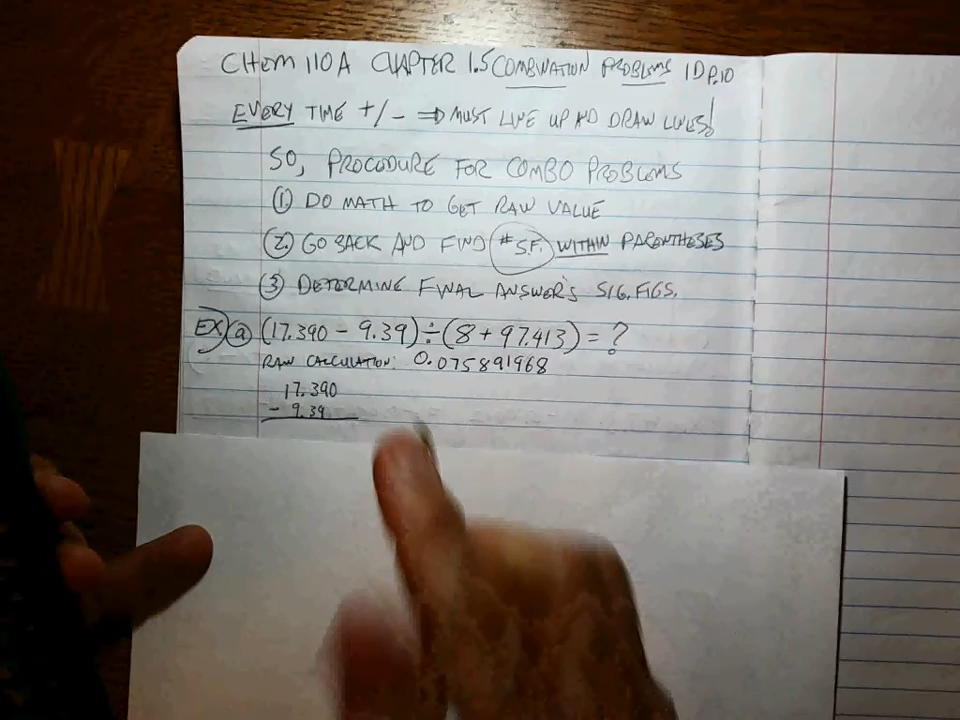 CHEM 110A CHAPTER 1.5 COMBINATION PROBLEMS 1D P.10
EVERY TIME +/- ⇒ MUST LINE UP AND DRAW LINES!
SO, PROCEDURE FOR COMBO PROBLEMS
① DO MATH TO GET RAW VALUE
② GO BACK AND FIND # S.F. WITHIN PARENTHESES
③ DETERMINE FINAL ANSWER'S SIG. FIGS.
EX. ⓐ (17.390 - 9.39) ÷ (8 + 97.413) = ?
RAW CALCULATION: 0.075891968
17.390
- 9.39